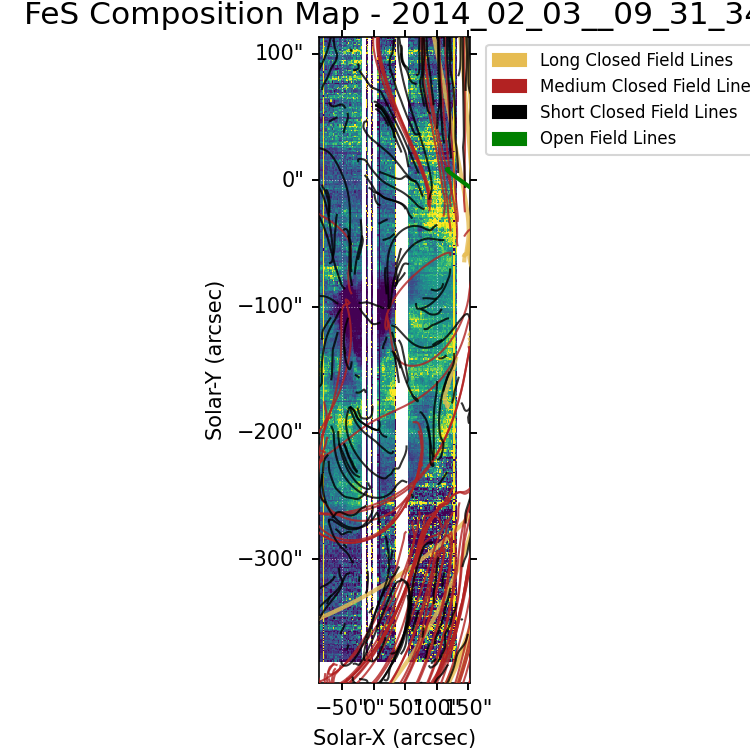 FeS Composition Map - 2014_02_03__09_31_34
Long Closed Field Lines
Medium Closed Field Line
Short Closed Field Lines
Open Field Lines
100"
0"
−100"
−200"
−300"
Solar-Y (arcsec)
−50" 0" 50" 100" 150"
Solar-X (arcsec)